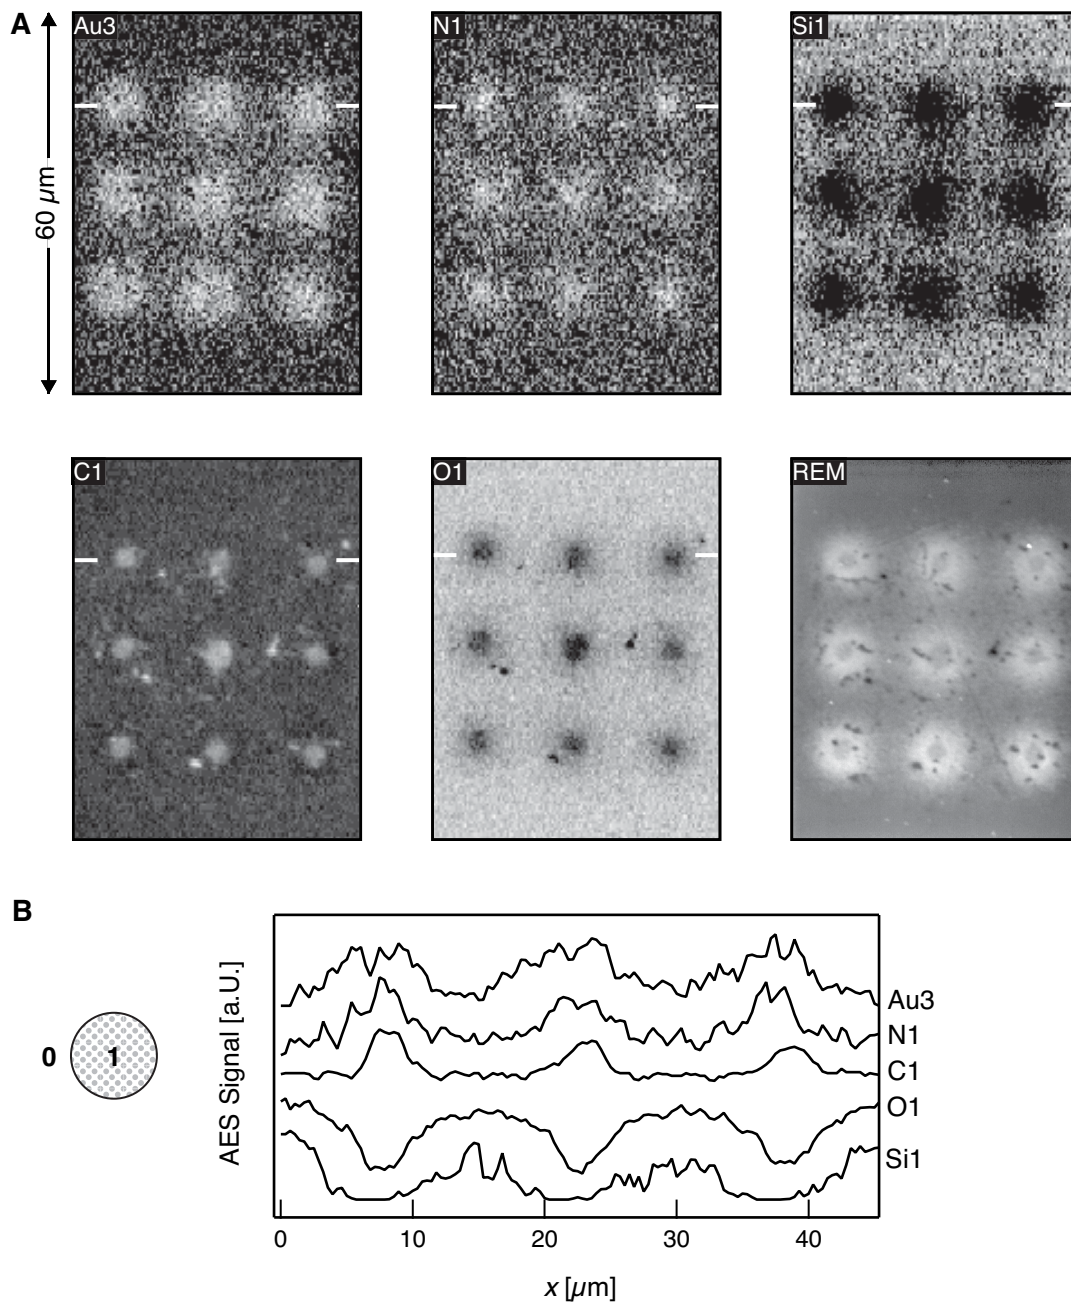 A
Au3
N1
Si1
60 µm
C1
O1
REM
B
0
1
AES Signal [a.U.]
Au3
N1
C1
O1
Si1
0
10
20
30
40
x [µm]